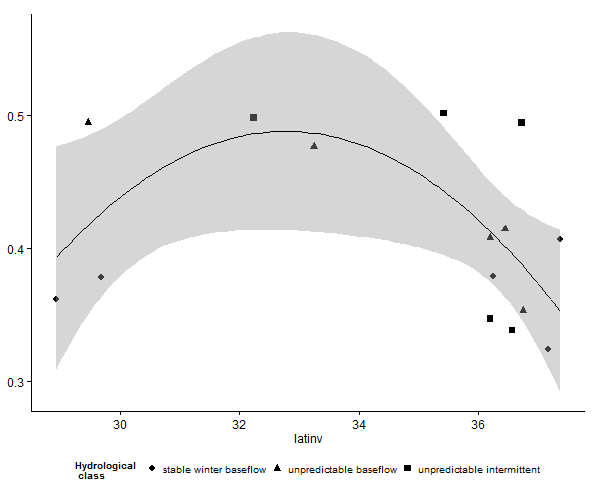 0.5
0.4
0.3
30 32 34 36
latinv
Hydrological
class
stable winter baseflow unpredictable baseflow unpredictable intermittent